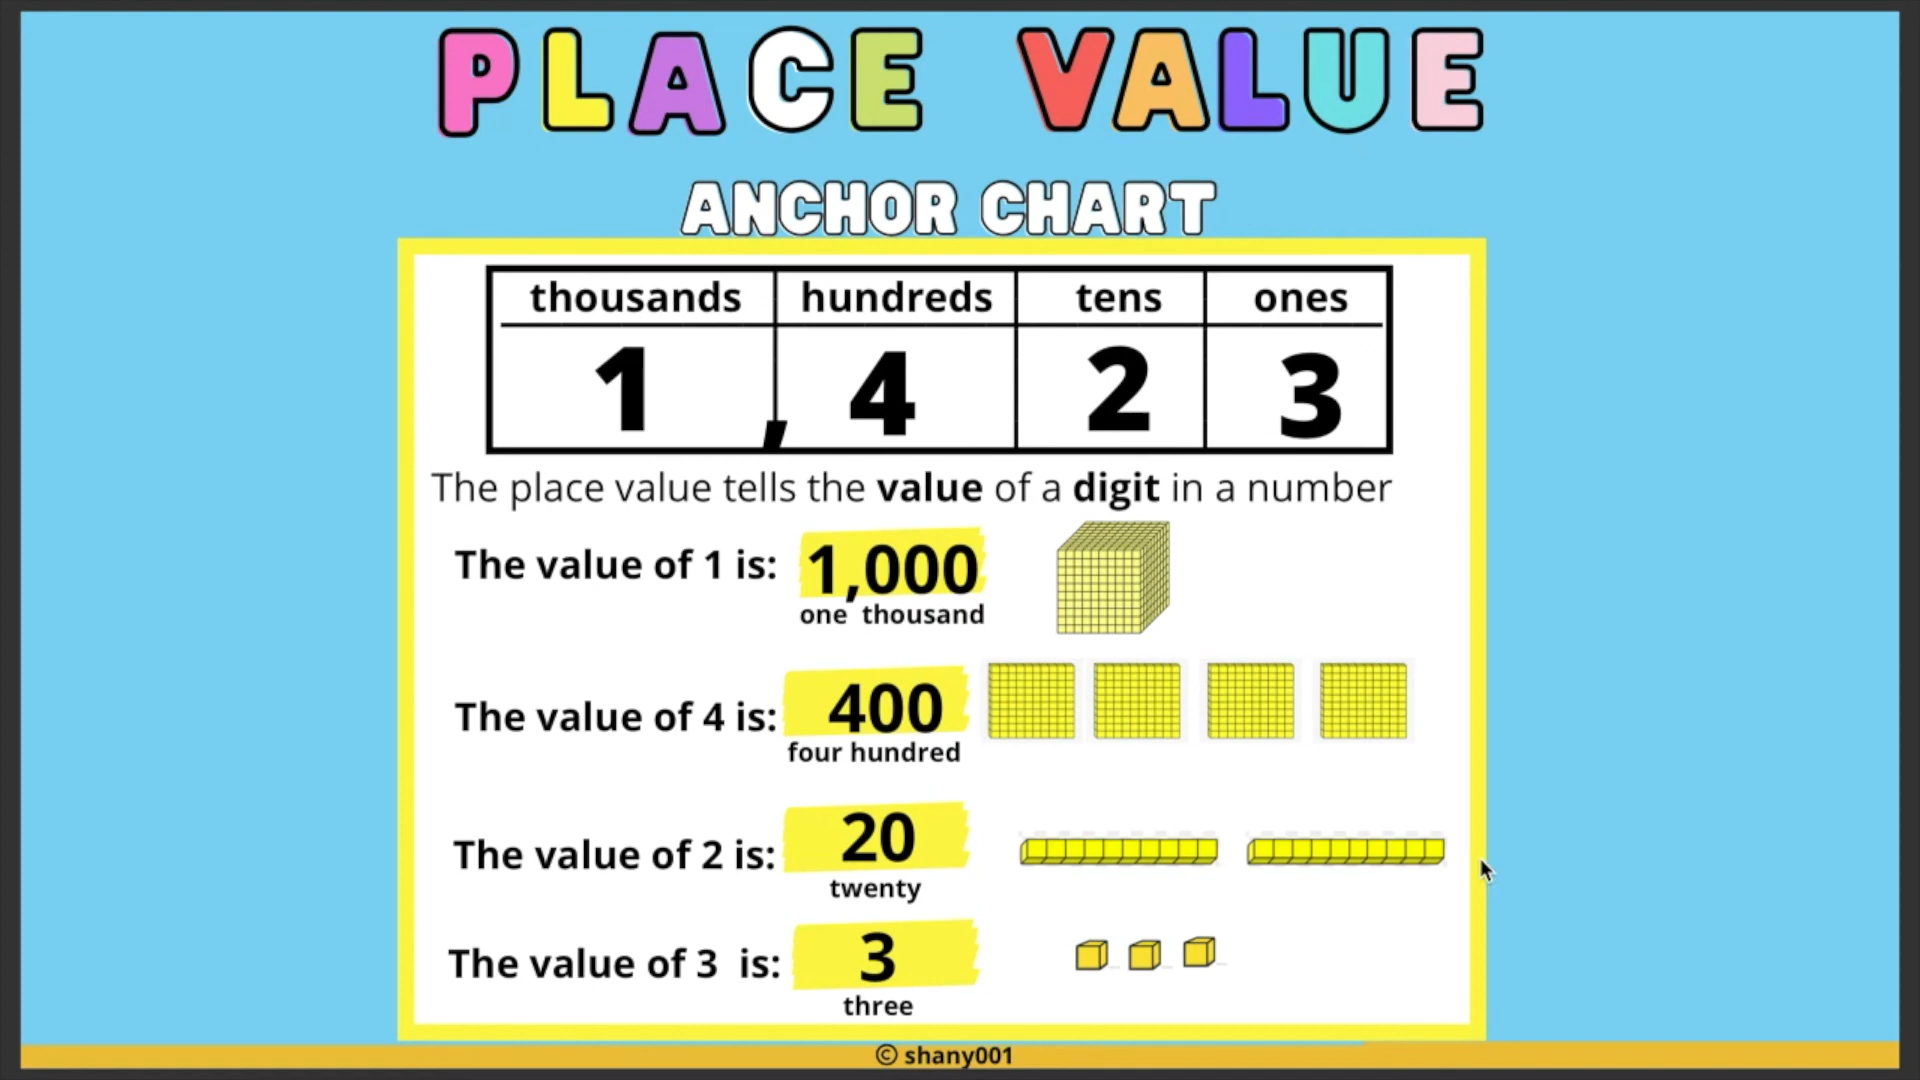 PLACE VALUE
ANCHOR CHART
thousands hundreds tens ones
1 , 4 2 3
The place value tells the value of a digit in a number
The value of 1 is: 1,000
one thousand
The value of 4 is: 400
four hundred
The value of 2 is: 20
twenty
The value of 3 is: 3
three
© shany001